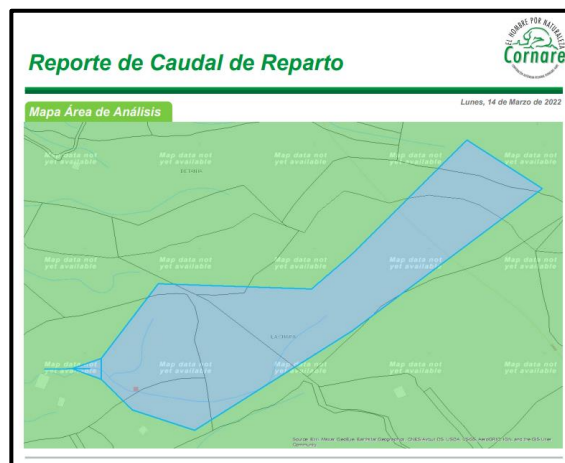 EL HOMBRE POR NATURALEZA
Cornare
Reporte de Caudal de Reparto
Lunes, 14 de Marzo de 2022
Mapa Área de Análisis
Map data not Map data not Map data not Map data not Map data not
yet available yet available yet available yet available yet available
Map data not Map data not Map data not Map data not Map data not
yet available yet available yet available yet available yet available
Map data not Map data not Map data not Map data not Map data not
yet available yet available yet available yet available yet available